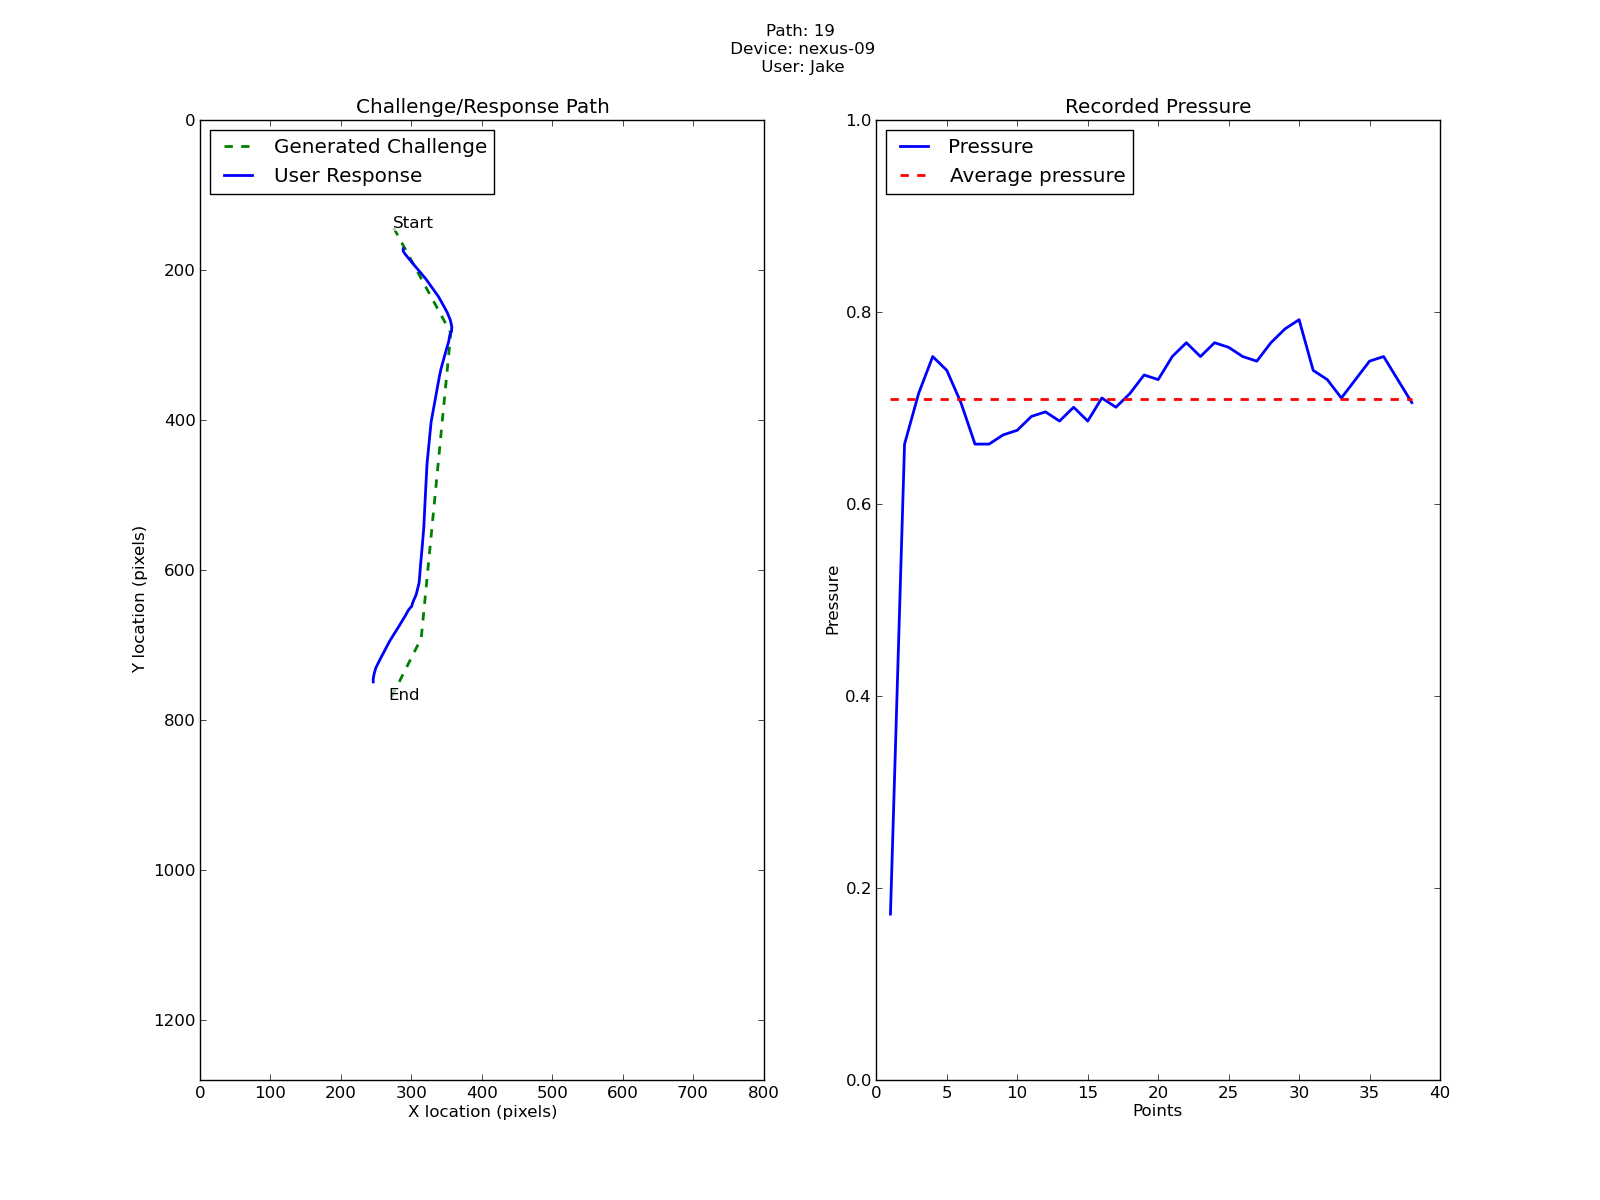 Path: 19
Device: nexus-09
User: Jake
Challenge/Response Path
Generated Challenge
User Response
Start
End
0
200
400
600
800
1000
1200
Y location (pixels)
0 100 200 300 400 500 600 700 800
X location (pixels)
Recorded Pressure
Pressure
Average pressure
1.0
0.8
0.6
0.4
0.2
0.0
Pressure
0 5 10 15 20 25 30 35 40
Points